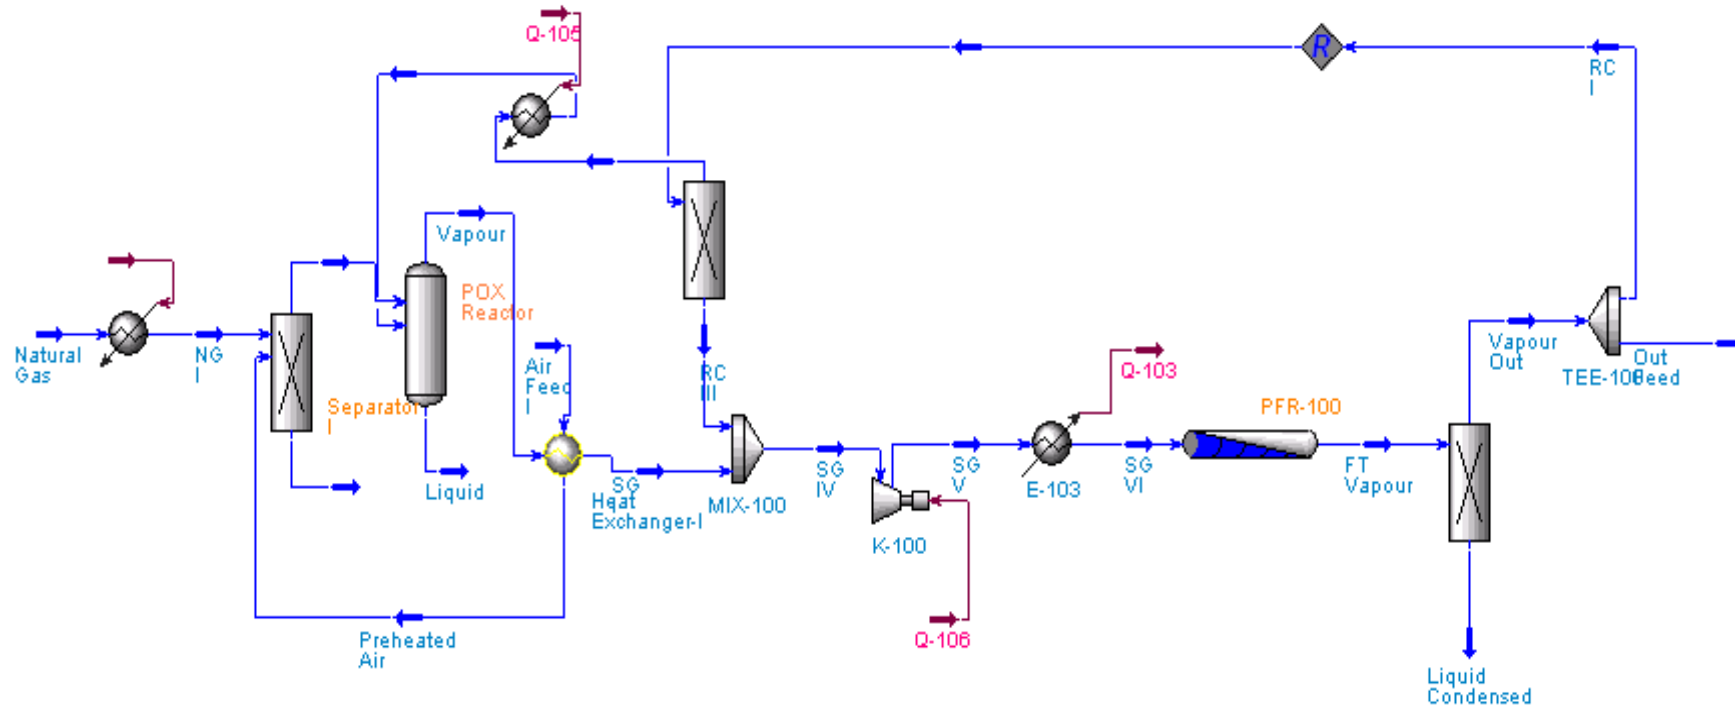 Q-105
R
RC
I
Vapour
POX
Reactor
Natural
Gas
NG
I
Separator
I
Air
Feed
I
RC
III
Q-103
PFR-100
Vapour
Out
TEE-100
Out
Feed
Liquid
SG
Heat
Exchanger-I
MIX-100
SG
IV
SG
V
E-103
SG
VI
FT
Vapour
K-100
Preheated
Air
Q-106
Liquid
Condensed